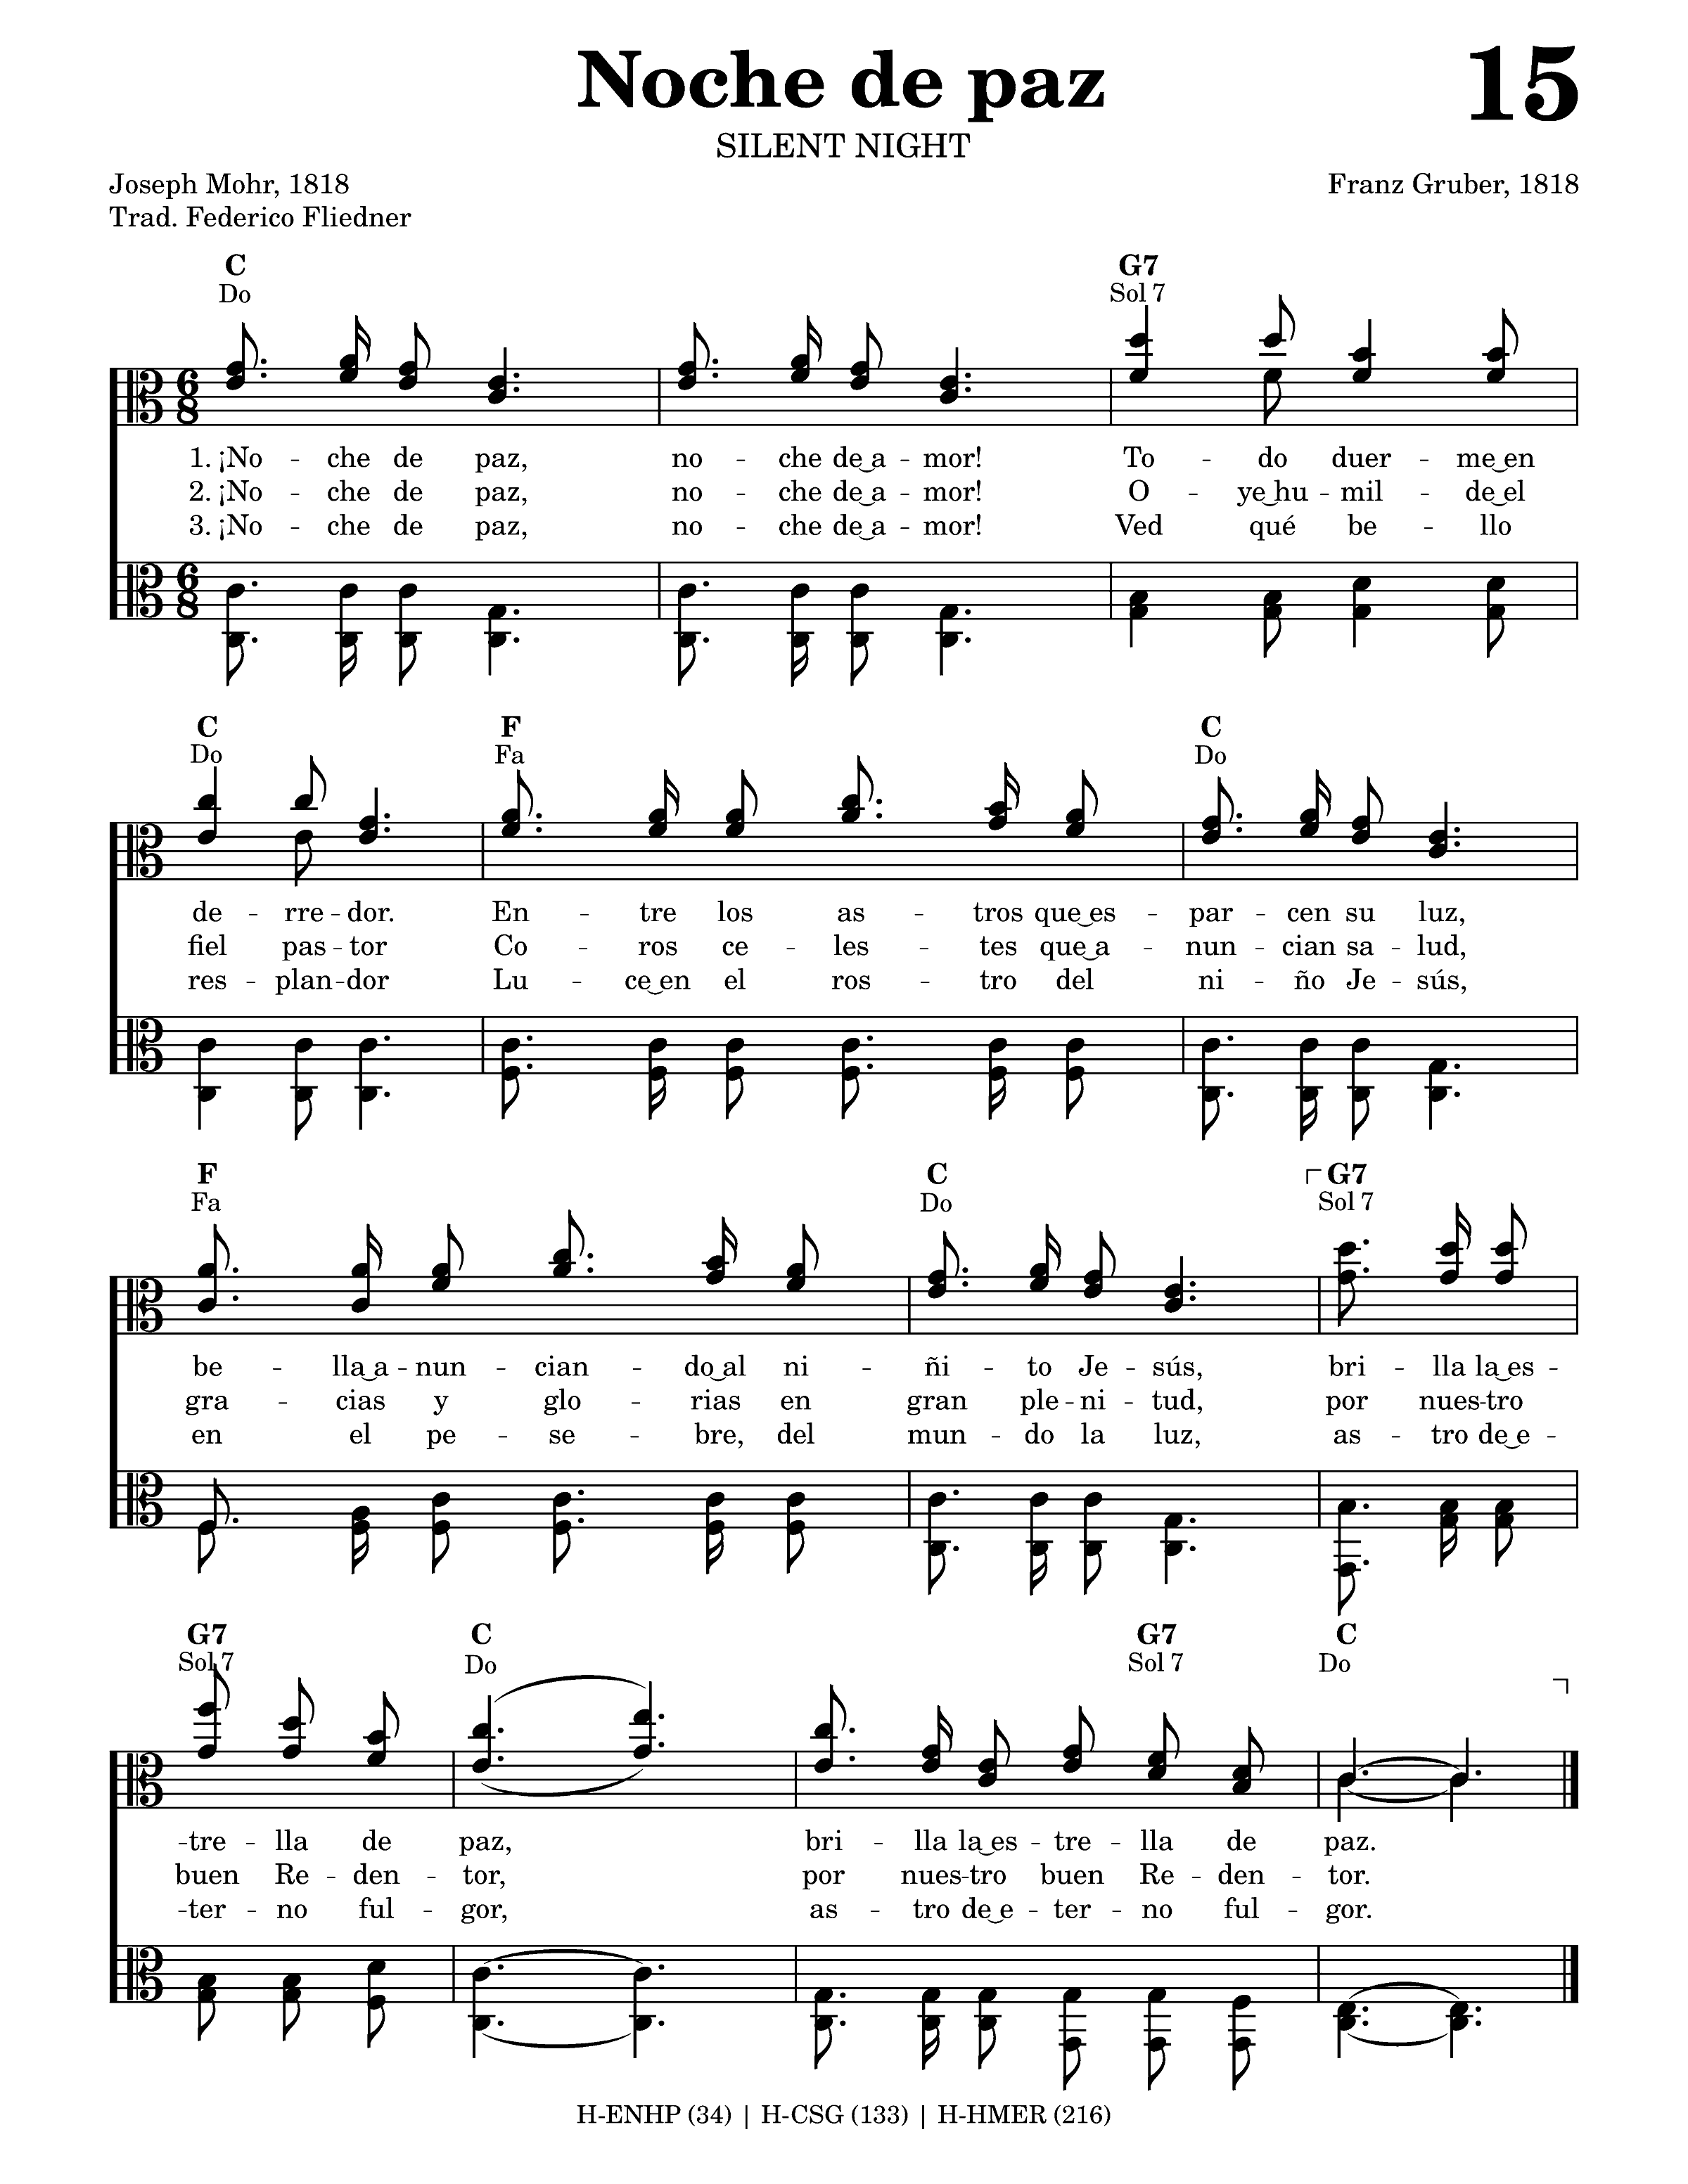 Noche de paz
15
SILENT NIGHT
Joseph Mohr, 1818
Franz Gruber, 1818
Trad. Federico Fliedner
C G7
Do Sol 7
6 8
1. ¡No -- che de paz, no -- che de‿a -- mor! To -- do duer -- me‿en
2. ¡No -- che de paz, no -- che de‿a -- mor! O -- ye‿hu -- mil -- de‿el
3. ¡No -- che de paz, no -- che de‿a -- mor! Ved qué be -- llo
6 8
C F C
Do Fa Do
de -- rre -- dor. En -- tre los as -- tros que‿es -- par -- cen su luz,
fiel pas -- tor Co -- ros ce -- les -- tes que‿a -- nun -- cian sa -- lud,
res -- plan -- dor Lu -- ce‿en el ros -- tro del ni -- ño Je -- sús,
F C G7
Fa Do Sol 7
be -- lla‿a -- nun -- cian -- do‿al ni -- ñi -- to Je -- sús, bri -- lla la‿es --
gra -- cias y glo -- rias en gran ple -- ni -- tud, por nues -- tro
en el pe -- se -- bre, del mun -- do la luz, as -- tro de‿e --
G7 C G7 C
Sol 7 Do Sol 7 Do
-- tre -- lla de paz, bri -- lla la‿es -- tre -- lla de paz.
buen Re -- den -- tor, por nues -- tro buen Re -- den -- tor.
-- ter -- no ful -- gor, as -- tro de‿e -- ter -- no ful -- gor.
H-ENHP (34) | H-CSG (133) | H-HMER (216)